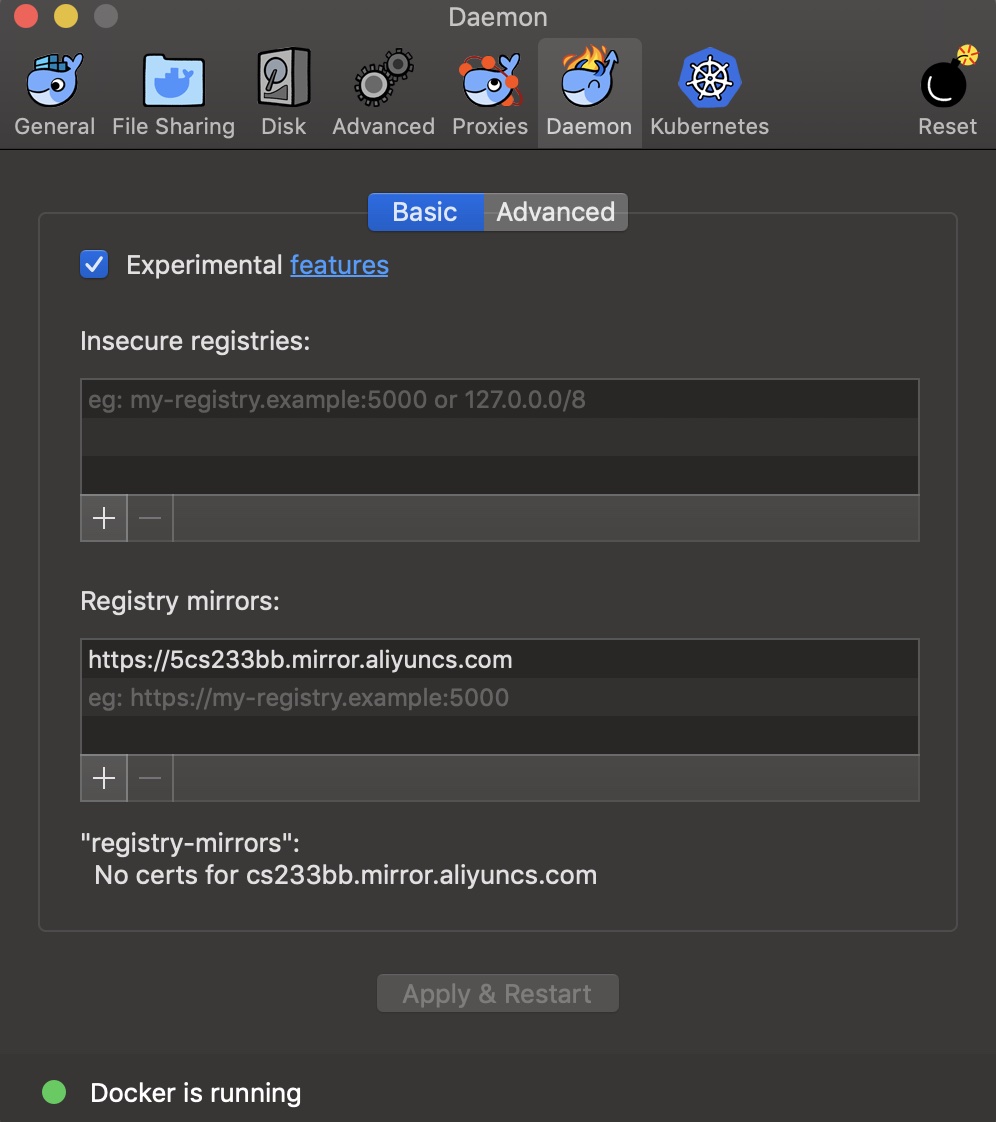 Daemon
General File Sharing Disk Advanced Proxies Daemon Kubernetes Reset
Basic Advanced
Experimental features
Insecure registries:
eg: my-registry.example:5000 or 127.0.0.0/8
Registry mirrors:
https://5cs233bb.mirror.aliyuncs.com
eg: https://my-registry.example:5000
"registry-mirrors":
No certs for cs233bb.mirror.aliyuncs.com
Apply & Restart
Docker is running